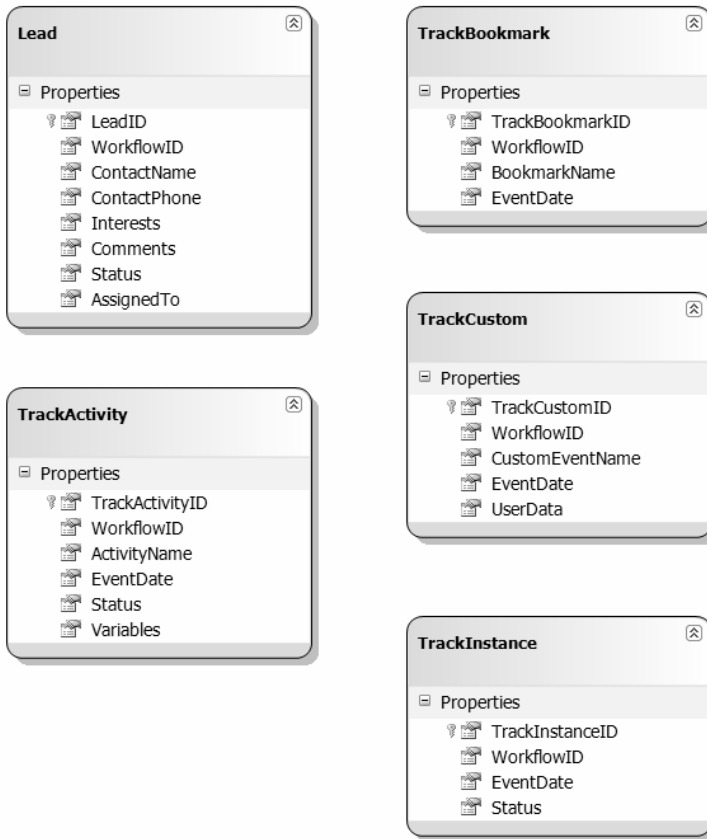 Lead
Properties
LeadID
WorkflowID
ContactName
ContactPhone
Interests
Comments
Status
AssignedTo
TrackActivity
Properties
TrackActivityID
WorkflowID
ActivityName
EventDate
Status
Variables
TrackBookmark
Properties
TrackBookmarkID
WorkflowID
BookmarkName
EventDate
TrackCustom
Properties
TrackCustomID
WorkflowID
CustomEventName
EventDate
UserData
TrackInstance
Properties
TrackInstanceID
WorkflowID
EventDate
Status